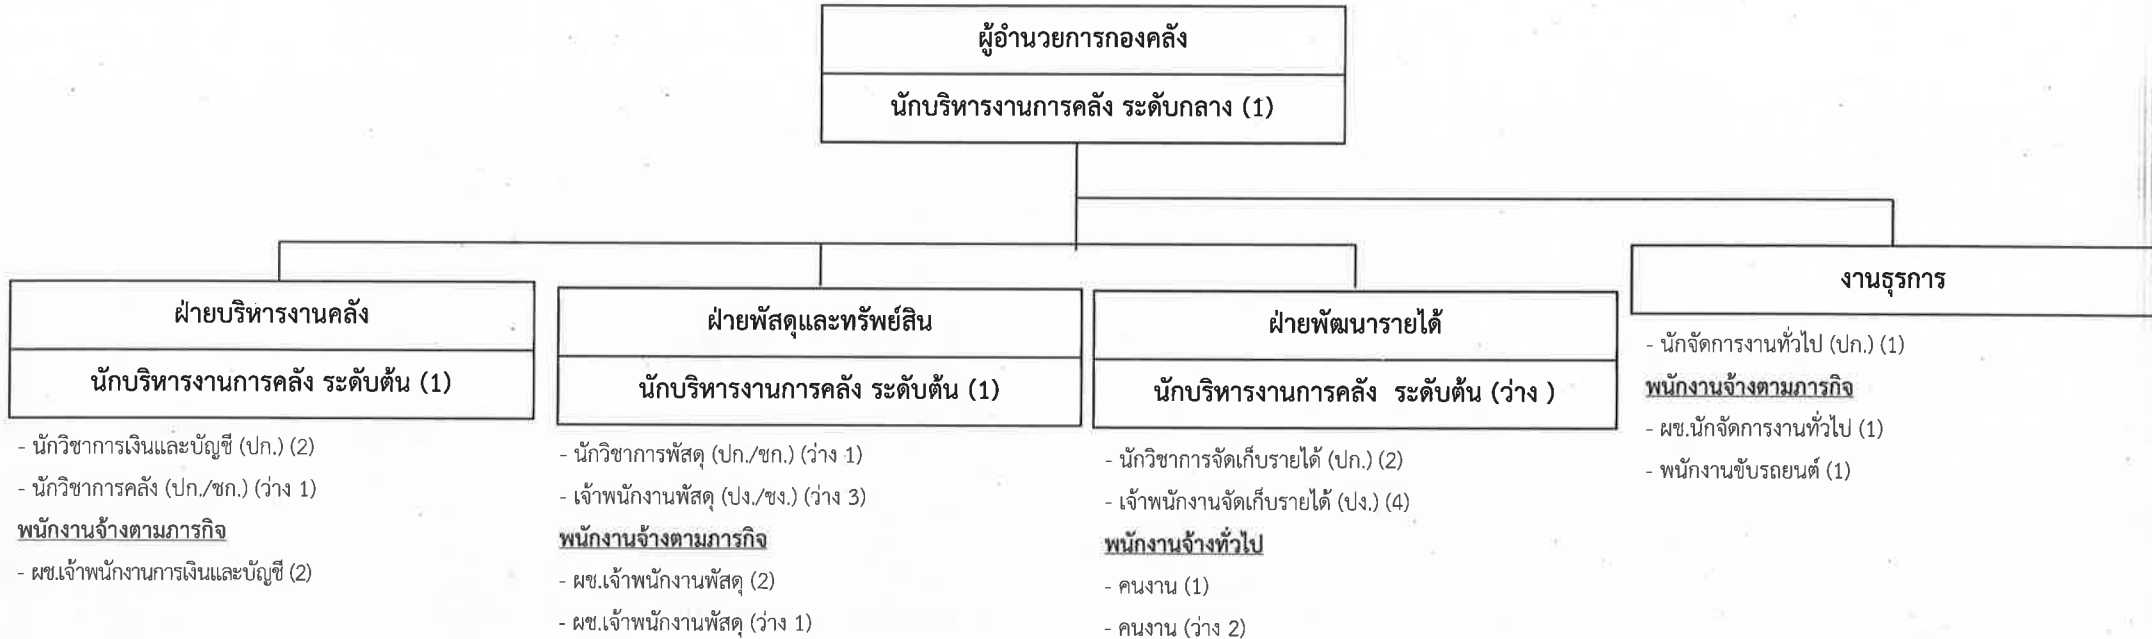 ผู้อำนวยการกองคลัง
นักบริหารงานการคลัง ระดับกลาง (1)
ฝ่ายบริหารงานคลัง
นักบริหารงานการคลัง ระดับต้น (1)
- นักวิชาการเงินและบัญชี (ปก.) (2)
- นักวิชาการคลัง (ปก./ชก.) (ว่าง 1)
พนักงานจ้างตามภารกิจ
- ผช.เจ้าพนักงานการเงินและบัญชี (2)
ฝ่ายพัสดุและทรัพย์สิน
นักบริหารงานการคลัง ระดับต้น (1)
- นักวิชาการพัสดุ (ปก./ชก.) (ว่าง 1)
- เจ้าพนักงานพัสดุ (ปง./ชง.) (ว่าง 3)
พนักงานจ้างตามภารกิจ
- ผช.เจ้าพนักงานพัสดุ (2)
- ผช.เจ้าพนักงานพัสดุ (ว่าง 1)
ฝ่ายพัฒนารายได้
นักบริหารงานการคลัง ระดับต้น (ว่าง )
- นักวิชาการจัดเก็บรายได้ (ปก.) (2)
- เจ้าพนักงานจัดเก็บรายได้ (ปง.) (4)
พนักงานจ้างทั่วไป
- คนงาน (1)
- คนงาน (ว่าง 2)
งานธุรการ
- นักจัดการงานทั่วไป (ปก.) (1)
พนักงานจ้างตามภารกิจ
- ผช.นักจัดการงานทั่วไป (1)
- พนักงานขับรถยนต์ (1)